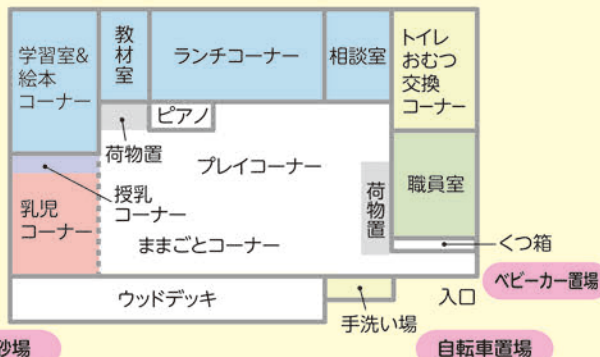 学習室&
絵本
コーナー
教材室
ランチコーナー
相談室
トイレ
おむつ
交換
コーナー
ピアノ
荷物置
プレイコーナー
授乳
コーナー
乳児
コーナー
ままごとコーナー
荷物置
職員室
くつ箱
ベビーカー置場
ウッドデッキ
手洗い場
入口
砂場
自転車置場